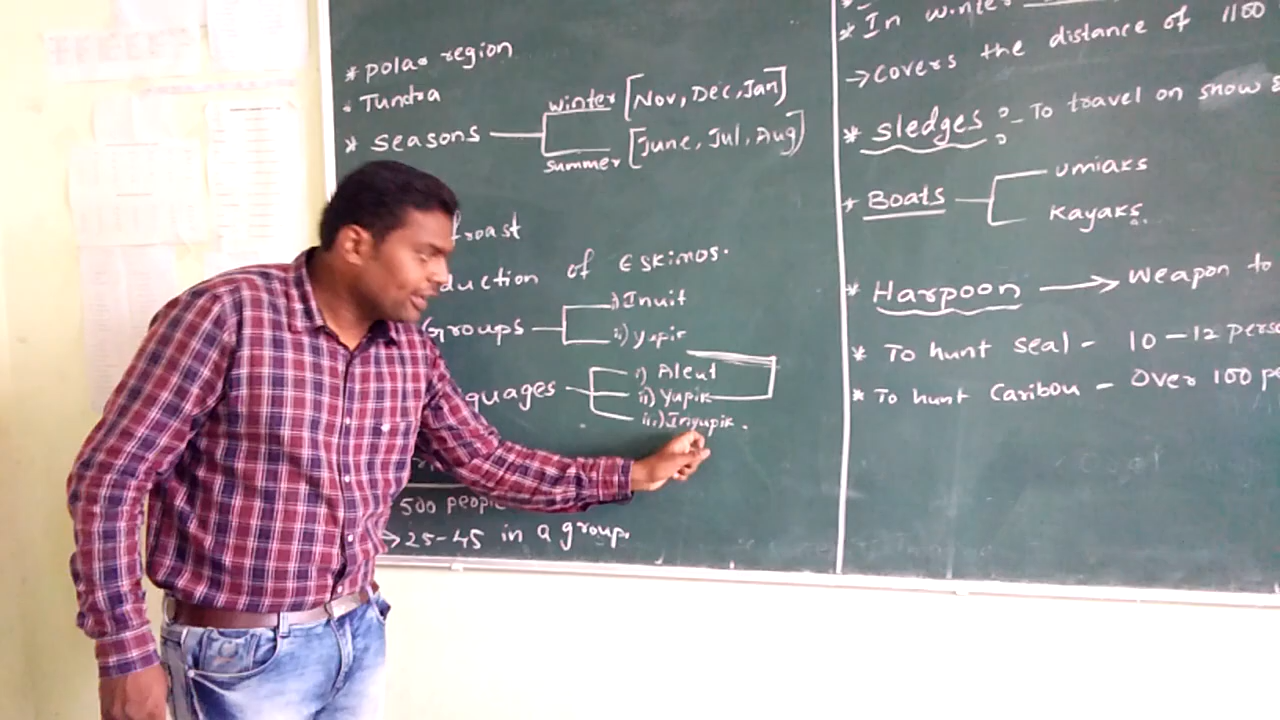 * Polar region
* Tundra
* seasons
winter [Nov, Dec, Jan]
summer [June, Jul, Aug]
froast
duction of Eskimos.
Groups
i) Inuit
ii) Yupik
guages
i) Aleut
ii) Yupik
iii) Inyupik.
500 people
→ 25-45 in a group.
* In winter
→ Covers the distance of 1100
* sledges :- To travel on snow &
* Boats
umiaks
kayaks.
* Harpoon → Weapon to
* To hunt seal - 10-12 perso
* To hunt Caribou - Over 100 pe